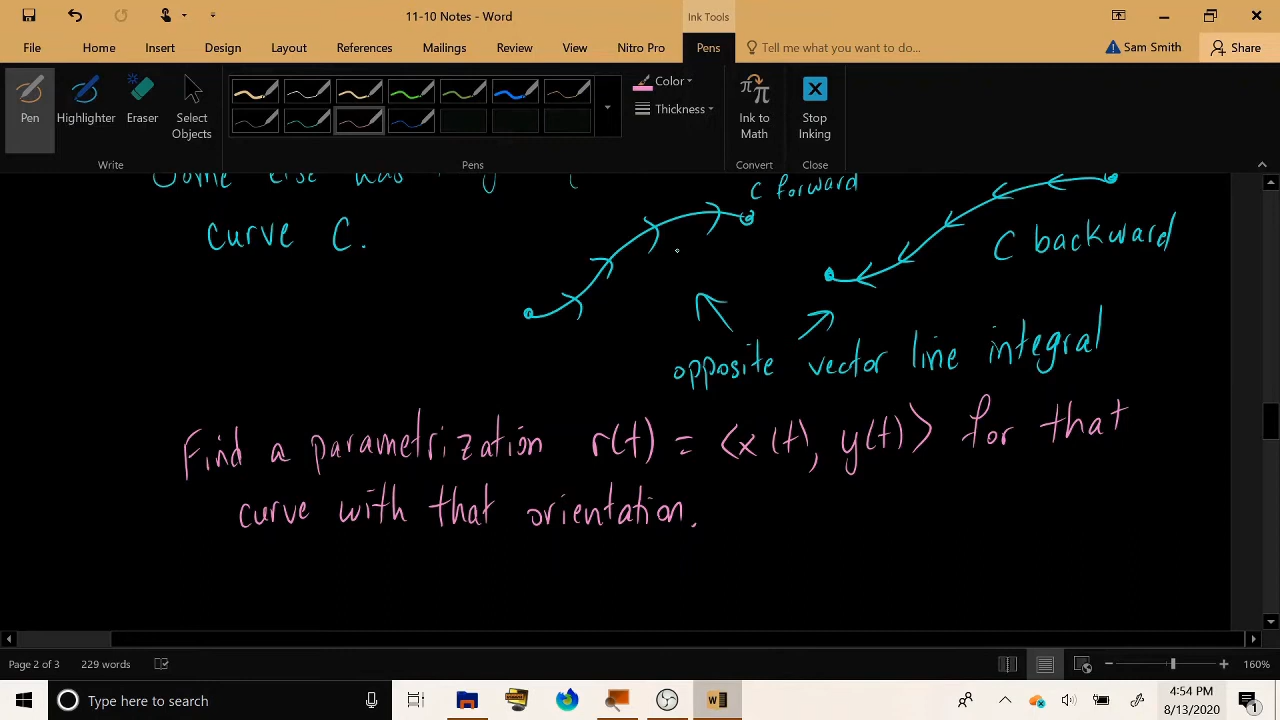 11-10 Notes - Word
Ink Tools
File
Home
Insert
Design
Layout
References
Mailings
Review
View
Nitro Pro
Pens
Tell me what you want to do...
Sam Smith
Share
Pen
Highlighter
Eraser
Select
Objects
Color
Thickness
Ink to
Math
Stop
Inking
Write
Pens
Convert
Close
else has
curve C.
C forward
C backward
opposite vector line integral
Find a parametrization r(t) = <x(t), y(t)> for that
curve with that orientation.
Page 2 of 3
229 words
160%
Type here to search
4:54 PM
8/13/2020
1